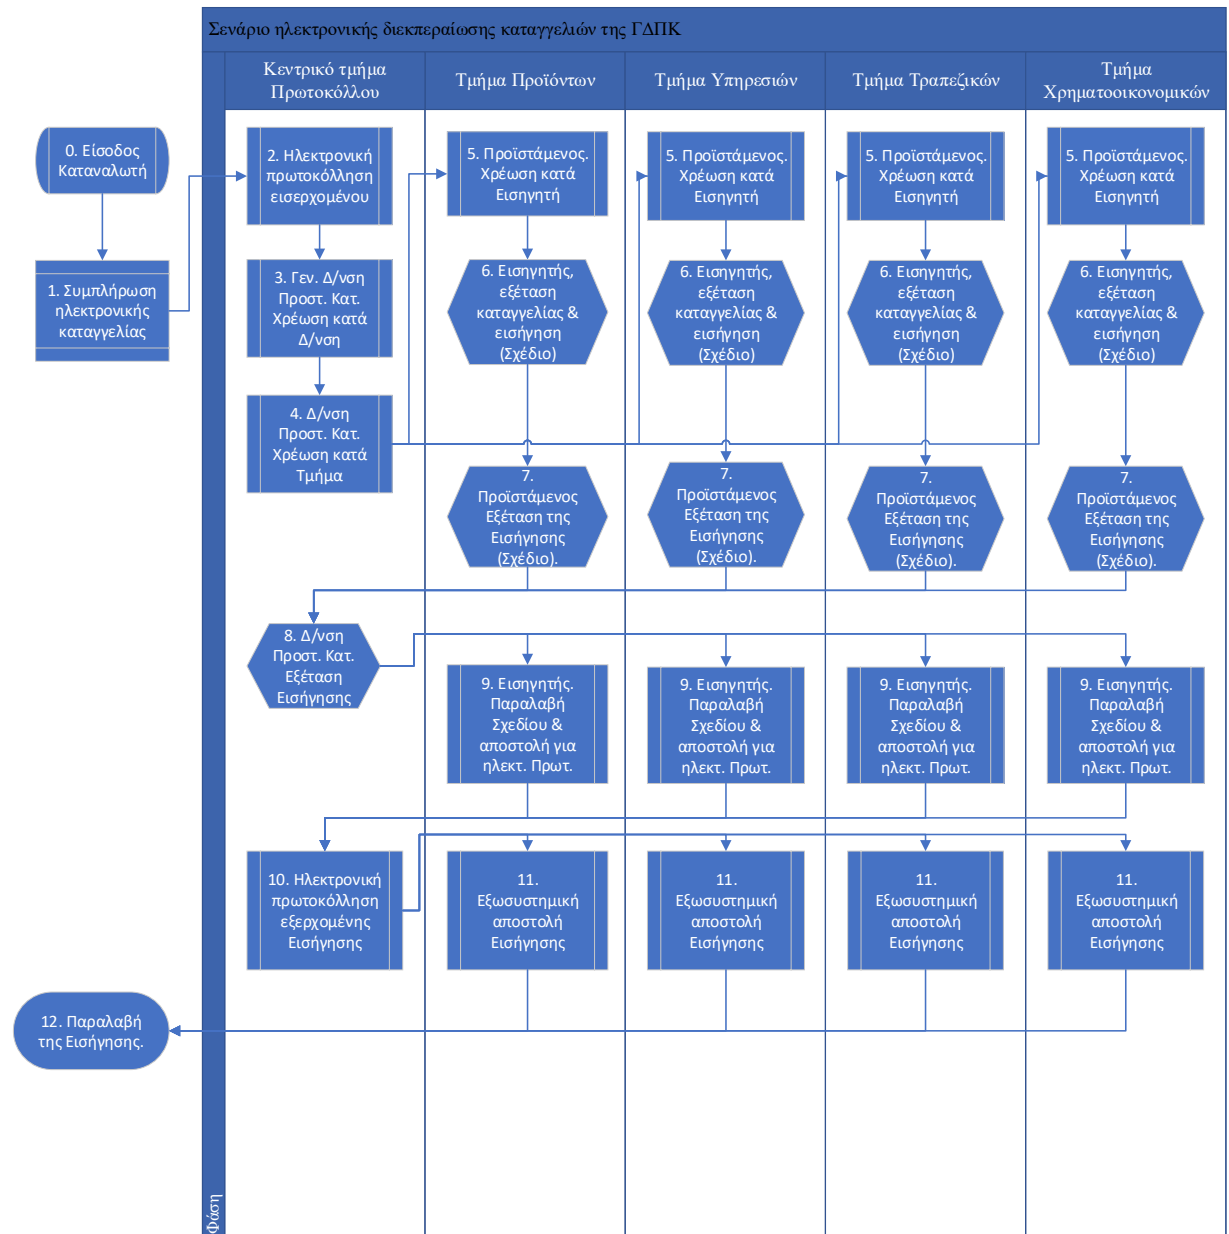 Σενάριο ηλεκτρονικής διεκπεραίωσης καταγγελιών της ΓΔΠΚ
Κεντρικό τμήμα
Πρωτοκόλλου
Τμήμα Προϊόντων
Τμήμα Υπηρεσιών
Τμήμα Τραπεζικών
Τμήμα
Χρηματοοικονομικών
0. Είσοδος
Καταναλωτή
1. Συμπλήρωση
ηλεκτρονικής
καταγγελίας
2. Ηλεκτρονική
πρωτοκόλληση
εισερχομένου
3. Γεν. Δ/νση
Προστ. Κατ.
Χρέωση κατά
Δ/νση
4. Δ/νση
Προστ. Κατ.
Χρέωση κατά
Τμήμα
5. Προϊστάμενος.
Χρέωση κατά
Εισηγητή
5. Προϊστάμενος.
Χρέωση κατά
Εισηγητή
5. Προϊστάμενος.
Χρέωση κατά
Εισηγητή
5. Προϊστάμενος.
Χρέωση κατά
Εισηγητή
6. Εισηγητής,
εξέταση
καταγγελίας &
εισήγηση
(Σχέδιο)
6. Εισηγητής,
εξέταση
καταγγελίας &
εισήγηση
(Σχέδιο)
6. Εισηγητής,
εξέταση
καταγγελίας &
εισήγηση
(Σχέδιο)
6. Εισηγητής,
εξέταση
καταγγελίας &
εισήγηση
(Σχέδιο)
7.
Προϊστάμενος
Εξέταση της
Εισήγησης
(Σχέδιο).
7.
Προϊστάμενος
Εξέταση της
Εισήγησης
(Σχέδιο).
7.
Προϊστάμενος
Εξέταση της
Εισήγησης
(Σχέδιο).
7.
Προϊστάμενος
Εξέταση της
Εισήγησης
(Σχέδιο).
8. Δ/νση
Προστ. Κατ.
Εξέταση
Εισήγησης
9. Εισηγητής.
Παραλαβή
Σχεδίου &
αποστολή για
ηλεκτ. Πρωτ.
9. Εισηγητής.
Παραλαβή
Σχεδίου &
αποστολή για
ηλεκτ. Πρωτ.
9. Εισηγητής.
Παραλαβή
Σχεδίου &
αποστολή για
ηλεκτ. Πρωτ.
9. Εισηγητής.
Παραλαβή
Σχεδίου &
αποστολή για
ηλεκτ. Πρωτ.
10. Ηλεκτρονική
πρωτοκόλληση
εξερχομένης
Εισήγησης
11.
Εξωσυστημική
αποστολή
Εισήγησης
11.
Εξωσυστημική
αποστολή
Εισήγησης
11.
Εξωσυστημική
αποστολή
Εισήγησης
11.
Εξωσυστημική
αποστολή
Εισήγησης
12. Παραλαβή
της Εισήγησης.
Φάση